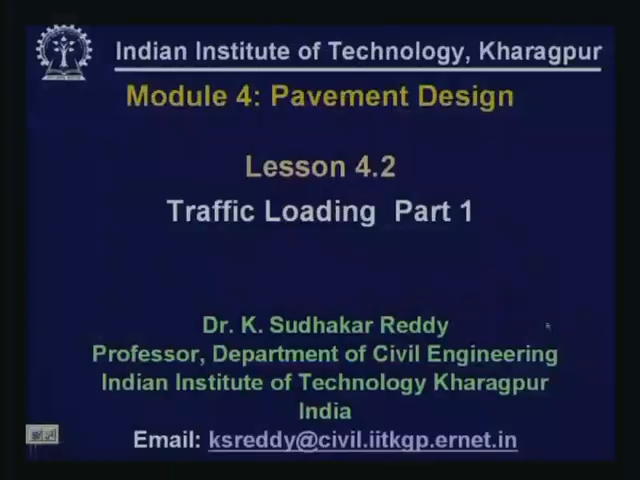 Indian Institute of Technology, Kharagpur
Module 4: Pavement Design
Lesson 4.2
Traffic Loading Part 1
Dr. K. Sudhakar Reddy
Professor, Department of Civil Engineering
Indian Institute of Technology Kharagpur
India
Email: ksreddy@civil.iitkgp.ernet.in